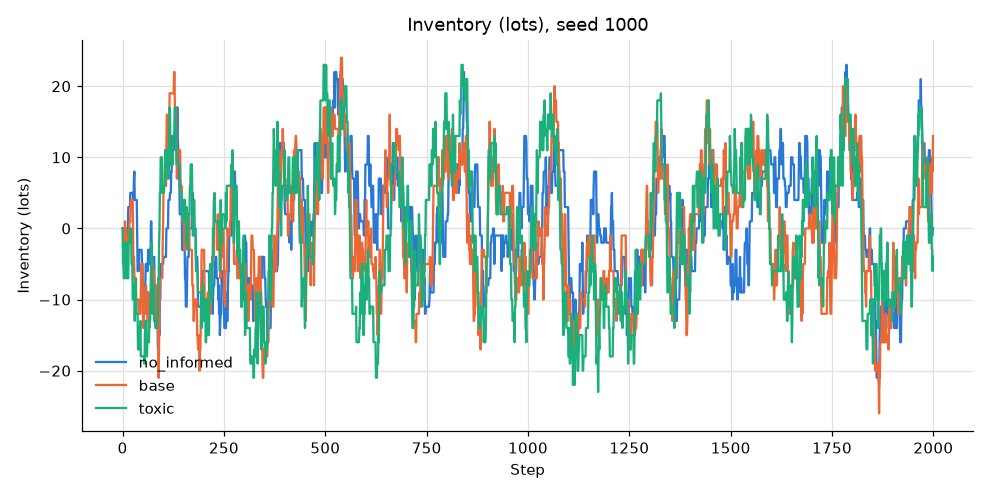 Inventory (lots), seed 1000
Inventory (lots)
20
10
0
−10
−20
no_informed
base
toxic
0 250 500 750 1000 1250 1500 1750 2000
Step